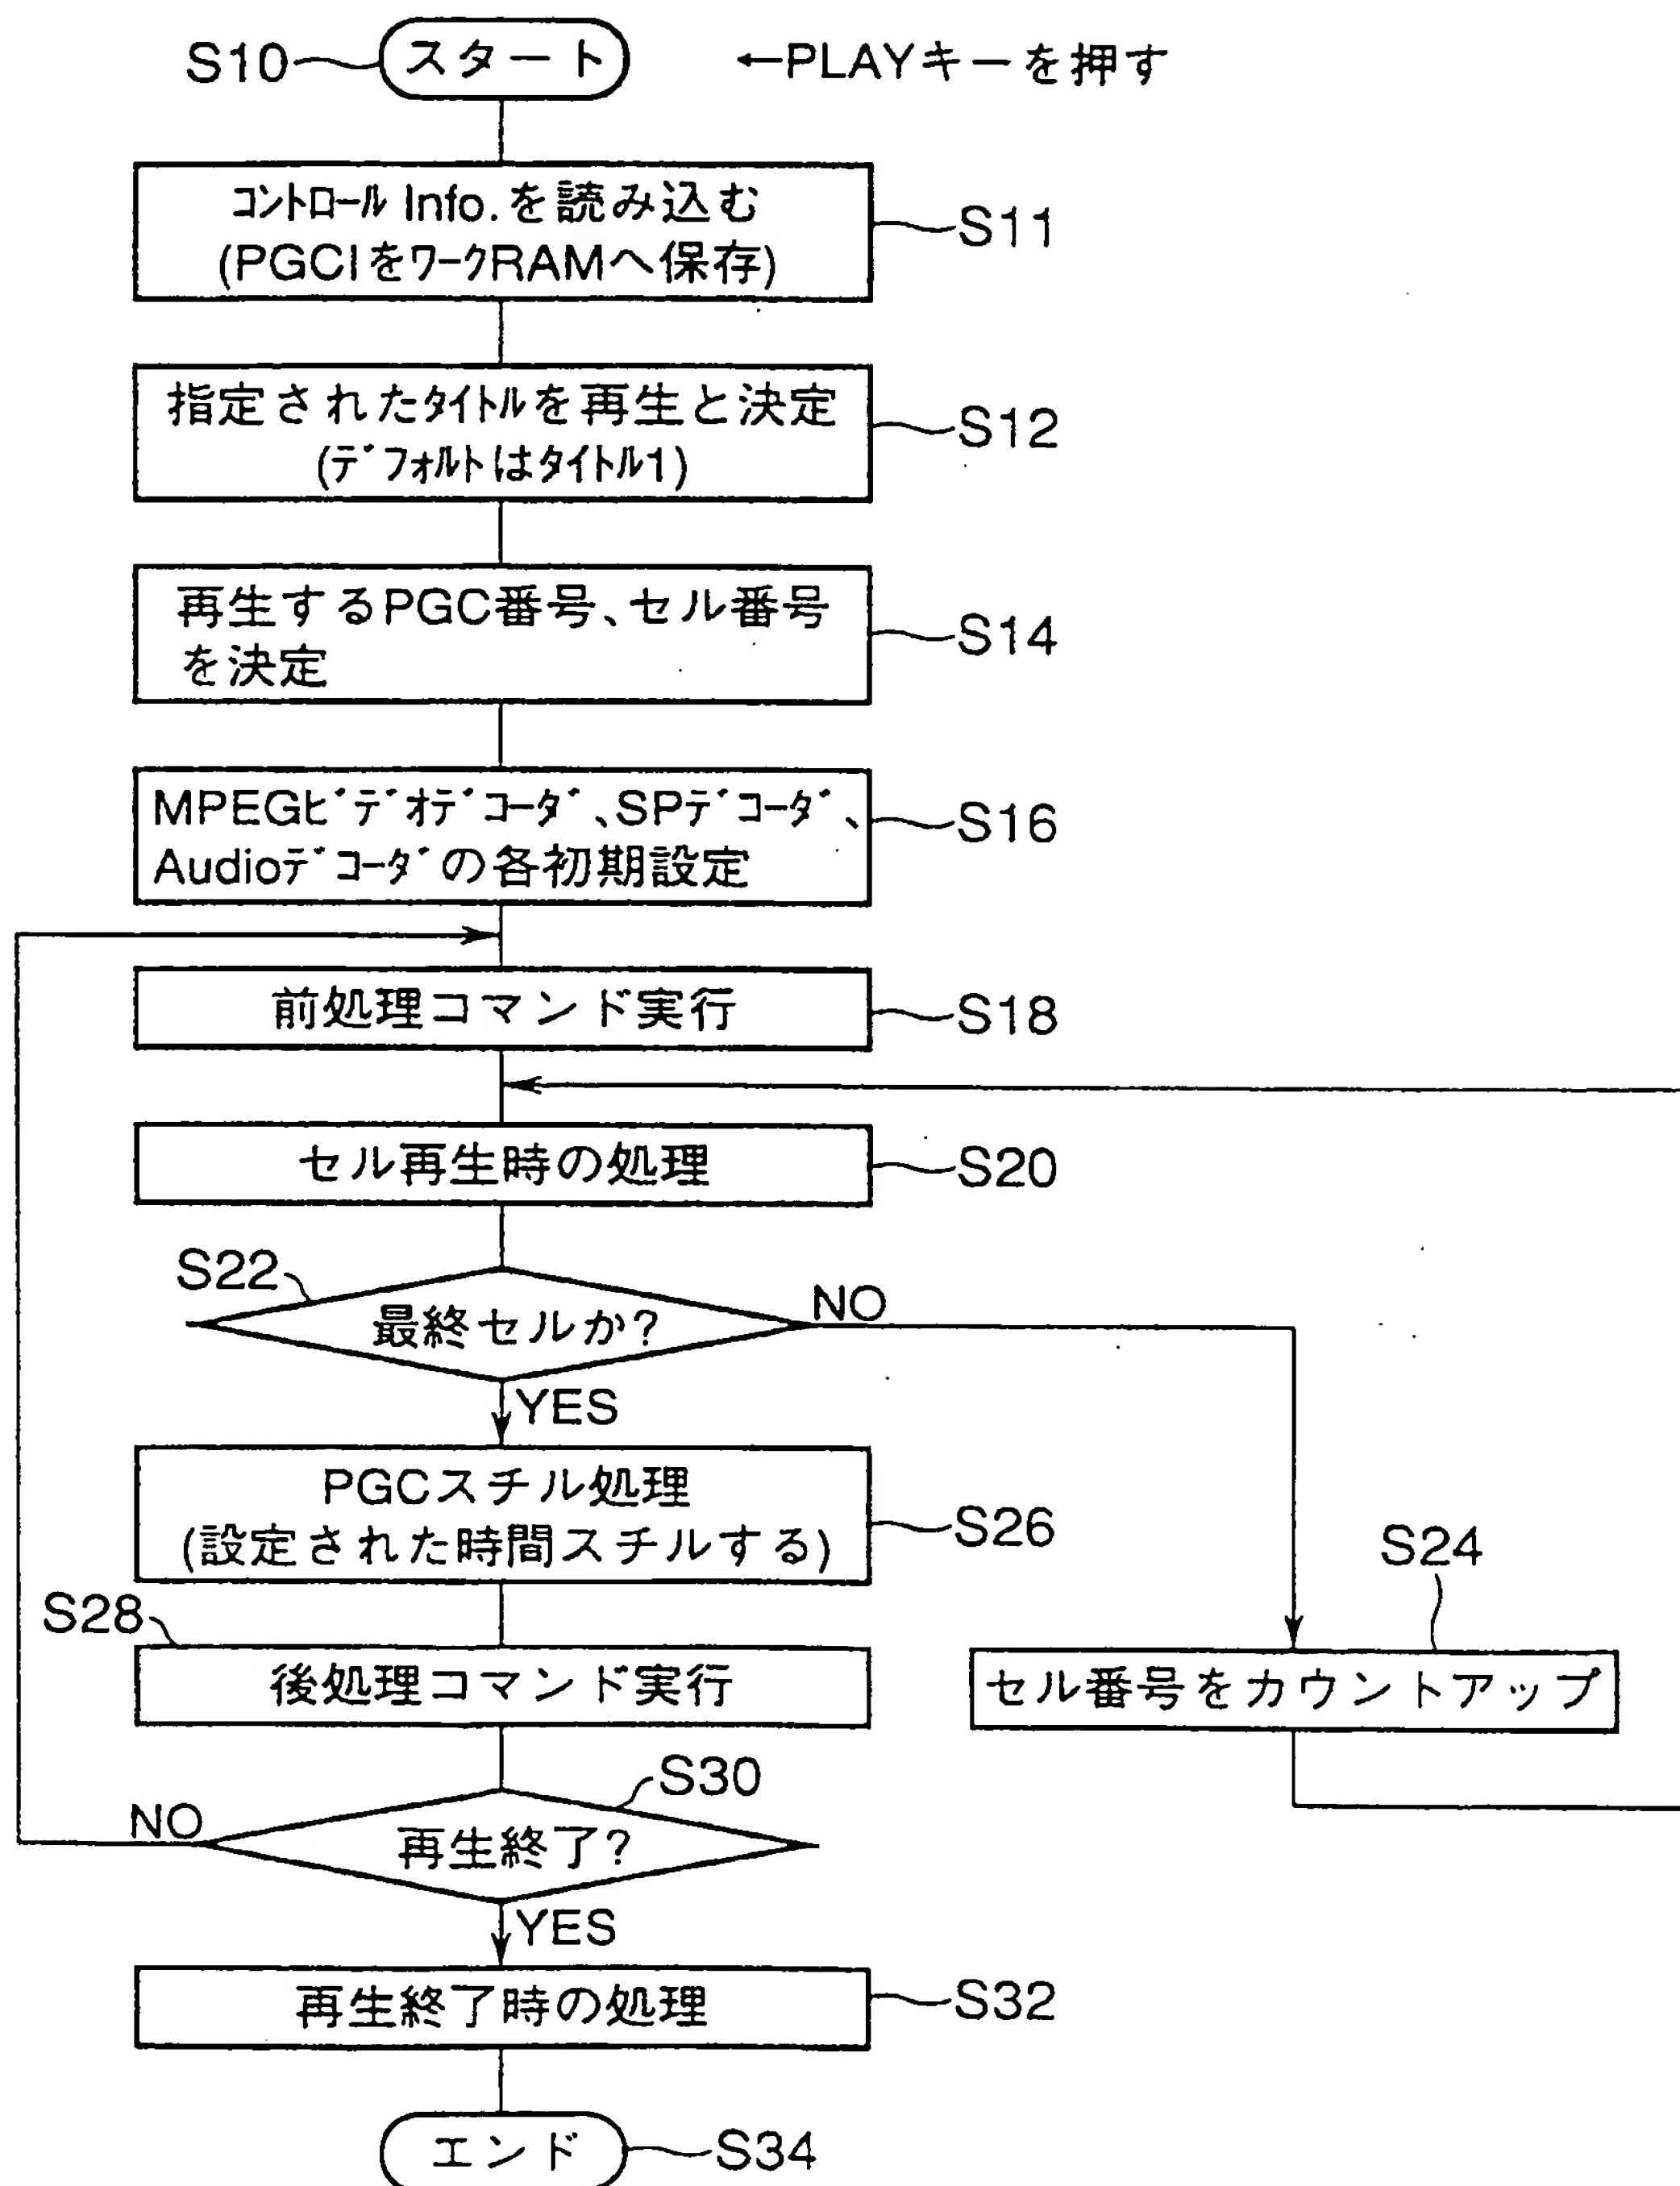 S10 スタート ←PLAYキーを押す
コントロール Info.を読み込む
(PGCIをワークRAMへ保存)
S11
指定されたタイトルを再生と決定
(デフォルトはタイトル1)
S12
再生するPGC番号、セル番号
を決定
S14
MPEGビデオデコーダ、SPデコーダ、
Audioデコーダの各初期設定
S16
前処理コマンド実行
S18
セル再生時の処理
S20
S22
最終セルか?
NO
YES
PGCスチル処理
(設定された時間スチルする)
S26
S24
セル番号をカウントアップ
S28
後処理コマンド実行
S30
再生終了?
NO
YES
再生終了時の処理
S32
エンド
S34